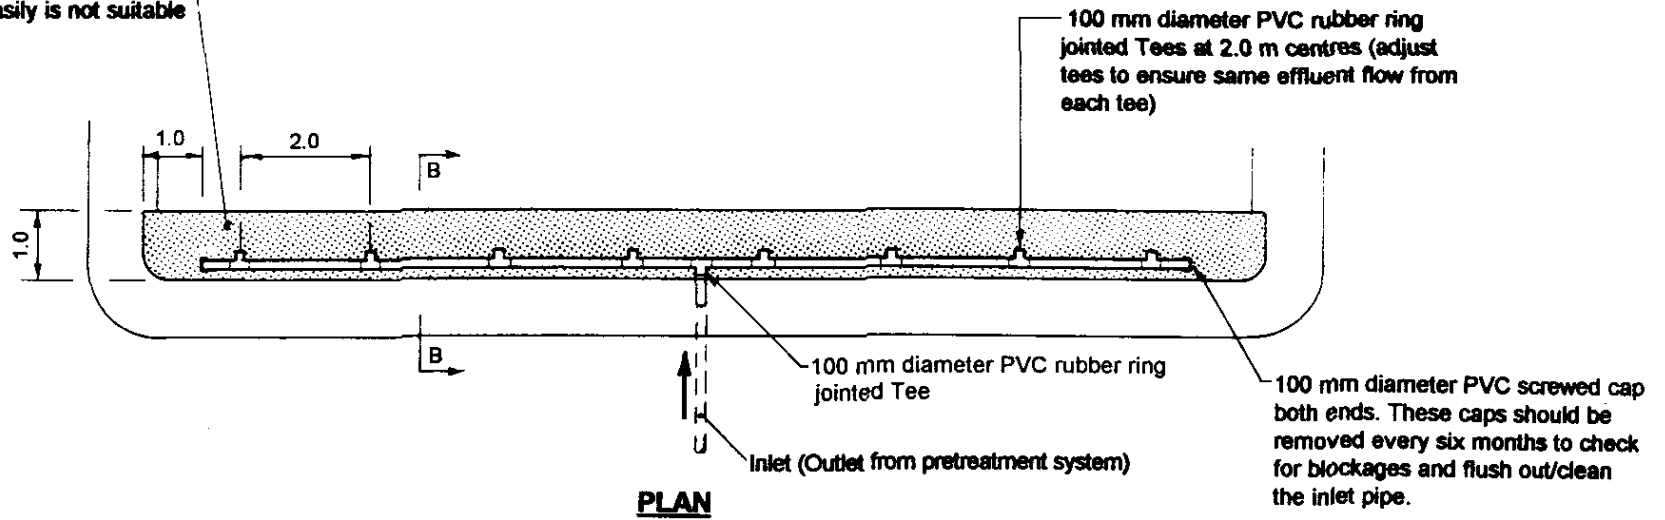 is not suitable
100 mm diameter PVC rubber ring
jointed Tees at 2.0 m centres (adjust
tees to ensure same effluent flow from
each tee)
1.0
2.0
B
1.0
B
100 mm diameter PVC rubber ring
jointed Tee
100 mm diameter PVC screwed cap
both ends. These caps should be
removed every six months to check
for blockages and flush out/clean
the inlet pipe.
Inlet (Outlet from pretreatment system)
PLAN